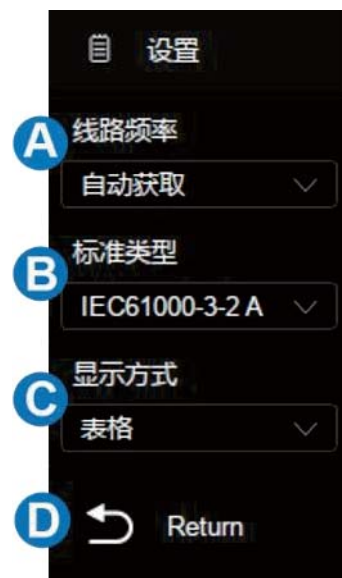 设置
A
线路频率
自动获取
B
标准类型
IEC61000-3-2 A
C
显示方式
表格
D
Return